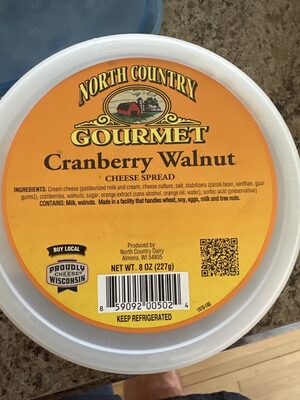 NORTH COUNTRY
GOURMET
Cranberry Walnut
CHEESE SPREAD
INGREDIENTS: Cream cheese (pasteurized milk and cream, cheese culture, salt, stabilizers (carob bean, xanthan, guar
gums)), cranberries, walnuts, sugar, orange extract (cane alcohol, orange oil, water), sorbic acid (preservative)
CONTAINS: Milk, walnuts. Made in a facility that handles wheat, soy, eggs, milk and tree nuts.
BUY LOCAL
PROUDLY
WISCONSIN
CHEESE
Produced by:
North Country Dairy
Almena, WI 54805
NET WT. 8 OZ (227g)
8 59092 00502 4
KEEP REFRIGERATED